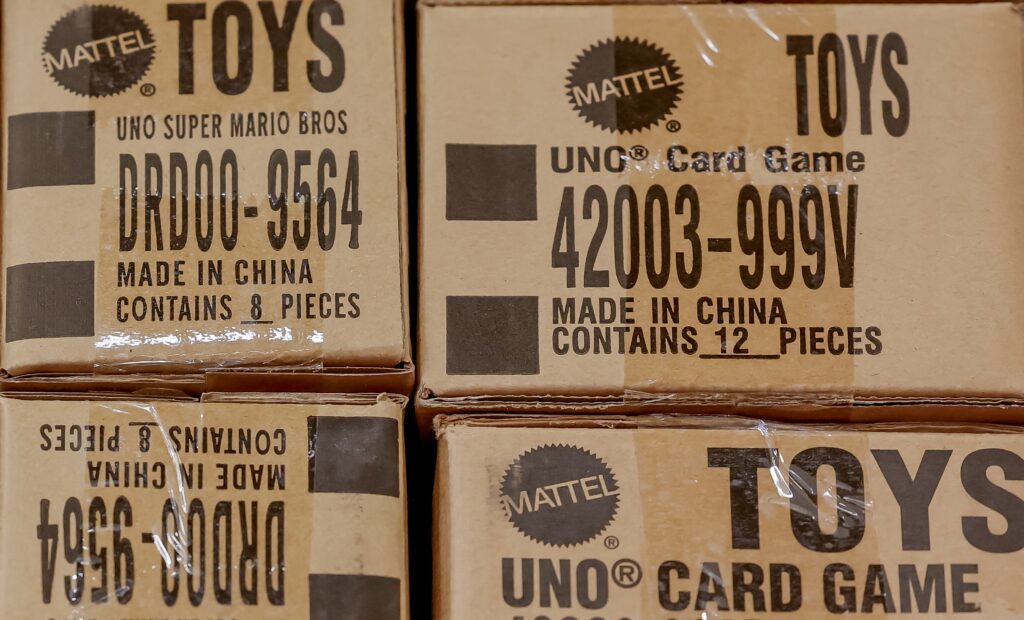 MATTEL ® TOYS
UNO SUPER MARIO BROS
DRD00-9564
MADE IN CHINA
CONTAINS 8 PIECES
MATTEL ® TOYS
UNO® Card Game
42003-999V
MADE IN CHINA
CONTAINS 12 PIECES
DRD00-9564
MADE IN CHINA
CONTAINS 8 PIECES
MATTEL ® TOYS
UNO® CARD GAME